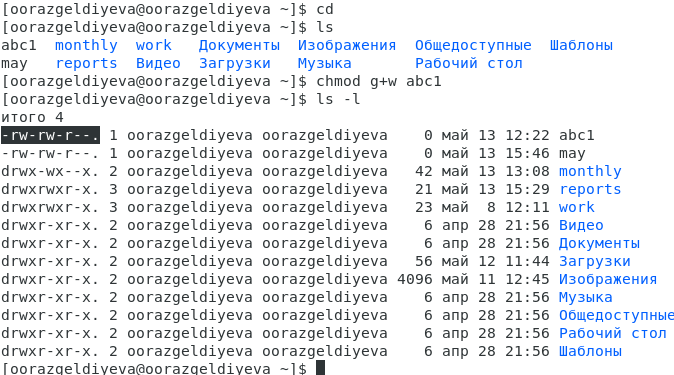 [oorazgeldiyeva@oorazgeldiyeva ~]$ cd
[oorazgeldiyeva@oorazgeldiyeva ~]$ ls
abc1  monthly  work   Документы  Изображения  Общедоступные  Шаблоны
may   reports  Видео  Загрузки   Музыка       Рабочий стол
[oorazgeldiyeva@oorazgeldiyeva ~]$ chmod g+w abc1
[oorazgeldiyeva@oorazgeldiyeva ~]$ ls -l
итого 4
-rw-rw-r--. 1 oorazgeldiyeva oorazgeldiyeva    0 май 13 12:22 abc1
-rw-rw-r--. 1 oorazgeldiyeva oorazgeldiyeva    0 май 13 15:46 may
drwx-wx--x. 2 oorazgeldiyeva oorazgeldiyeva   42 май 13 13:08 monthly
drwxrwxr-x. 3 oorazgeldiyeva oorazgeldiyeva   21 май 13 15:29 reports
drwxrwxr-x. 3 oorazgeldiyeva oorazgeldiyeva   23 май  8 12:11 work
drwxr-xr-x. 2 oorazgeldiyeva oorazgeldiyeva    6 апр 28 21:56 Видео
drwxr-xr-x. 2 oorazgeldiyeva oorazgeldiyeva    6 апр 28 21:56 Документы
drwxr-xr-x. 2 oorazgeldiyeva oorazgeldiyeva   56 май 12 11:44 Загрузки
drwxr-xr-x. 2 oorazgeldiyeva oorazgeldiyeva 4096 май 11 12:45 Изображения
drwxr-xr-x. 2 oorazgeldiyeva oorazgeldiyeva    6 апр 28 21:56 Музыка
drwxr-xr-x. 2 oorazgeldiyeva oorazgeldiyeva    6 апр 28 21:56 Общедоступные
drwxr-xr-x. 2 oorazgeldiyeva oorazgeldiyeva    6 апр 28 21:56 Рабочий стол
drwxr-xr-x. 2 oorazgeldiyeva oorazgeldiyeva    6 апр 28 21:56 Шаблоны
[oorazgeldiyeva@oorazgeldiyeva ~]$